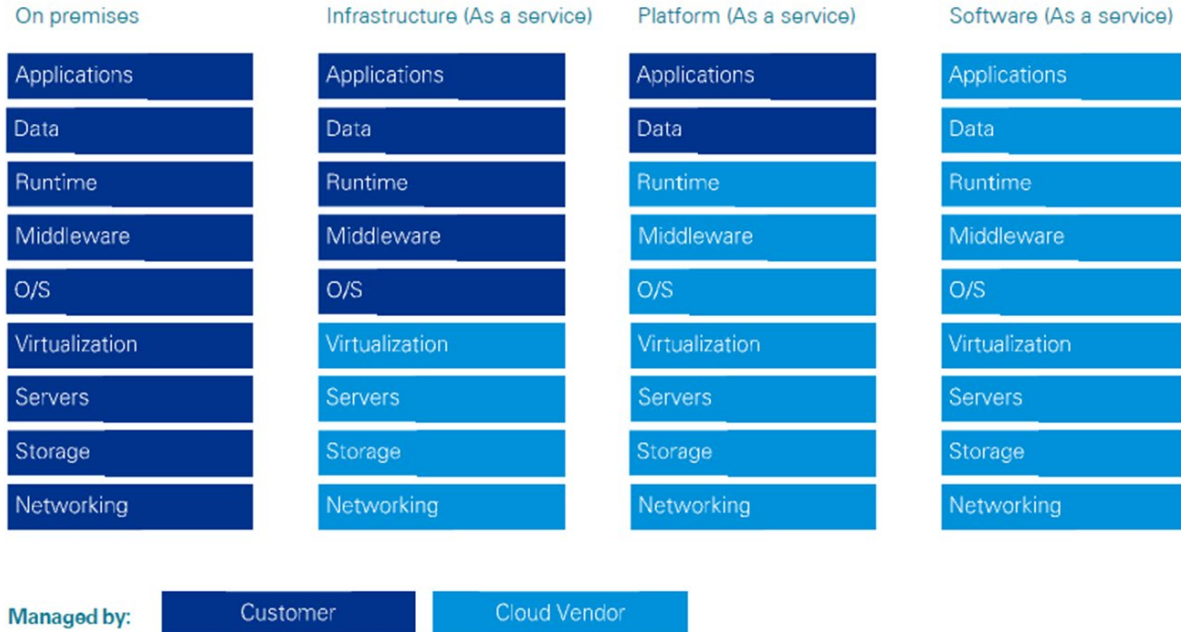 On premises Infrastructure (As a service) Platform (As a service) Software (As a service)
Applications Applications Applications Applications
Data Data Data Data
Runtime Runtime Runtime Runtime
Middleware Middleware Middleware Middleware
O/S O/S O/S O/S
Virtualization Virtualization Virtualization Virtualization
Servers Servers Servers Servers
Storage Storage Storage Storage
Networking Networking Networking Networking
Managed by: Customer Cloud Vendor